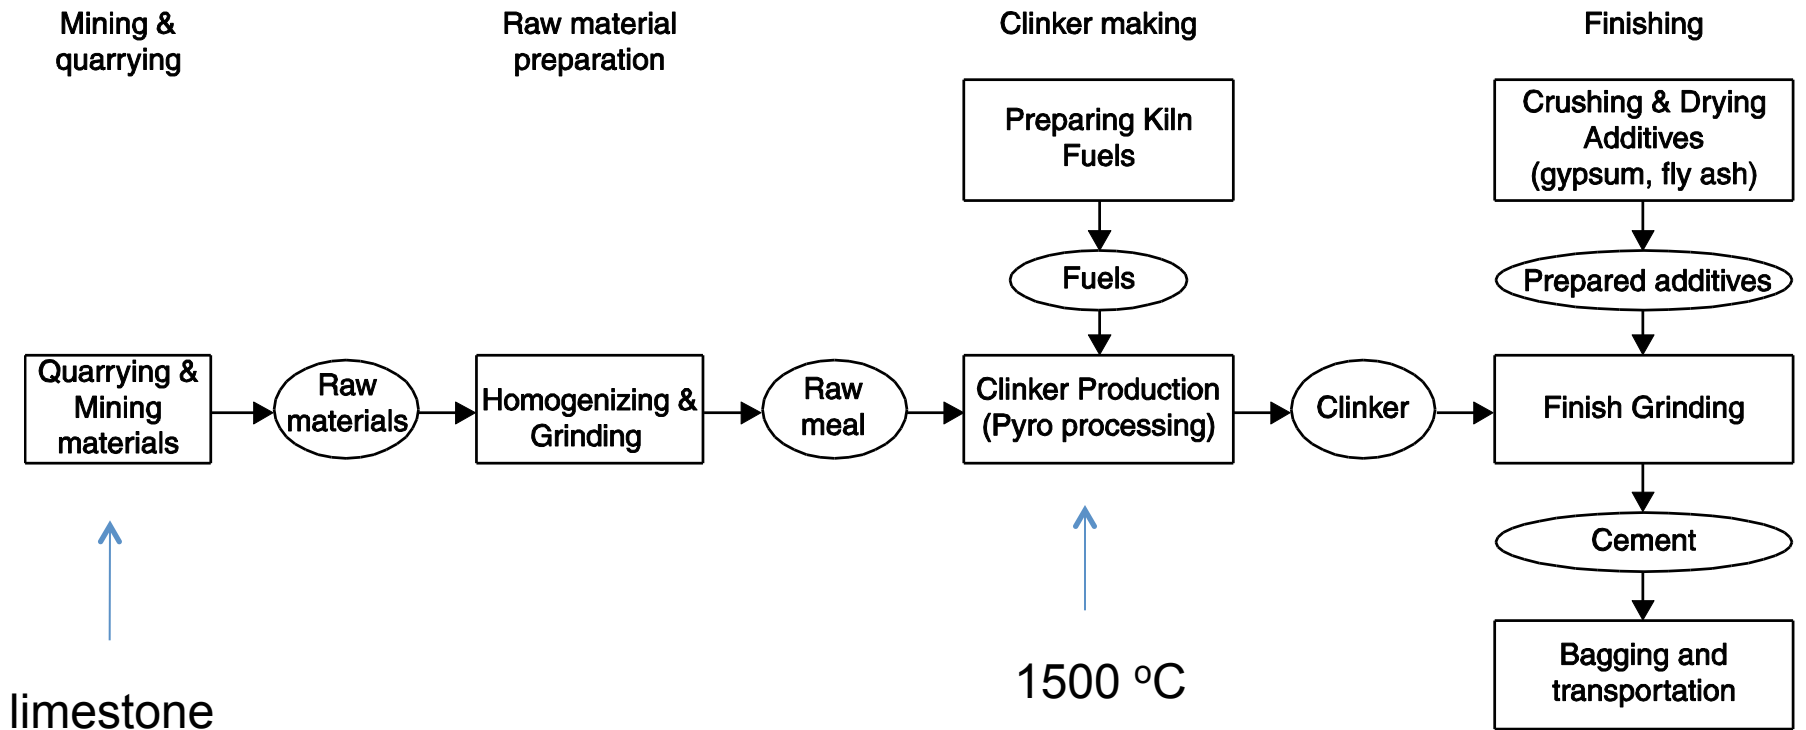 Mining &
quarrying
Raw material
preparation
Clinker making
Finishing
Preparing Kiln
Fuels
Crushing & Drying
Additives
(gypsum, fly ash)
Fuels
Prepared additives
Quarrying &
Mining
materials
Raw
materials
Homogenizing &
Grinding
Raw
meal
Clinker Production
(Pyro processing)
Clinker
Finish Grinding
Cement
Bagging and
transportation
limestone
1500 ºC